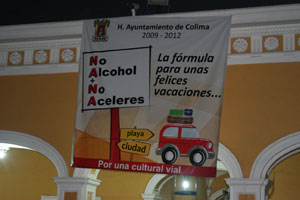 H. Ayuntamiento de Colima
2009 - 2012
No
Alcohol
+
No
Aceleres
La fórmula
para unas
felices
vacaciones...
playa
ciudad
Por una cultural vial